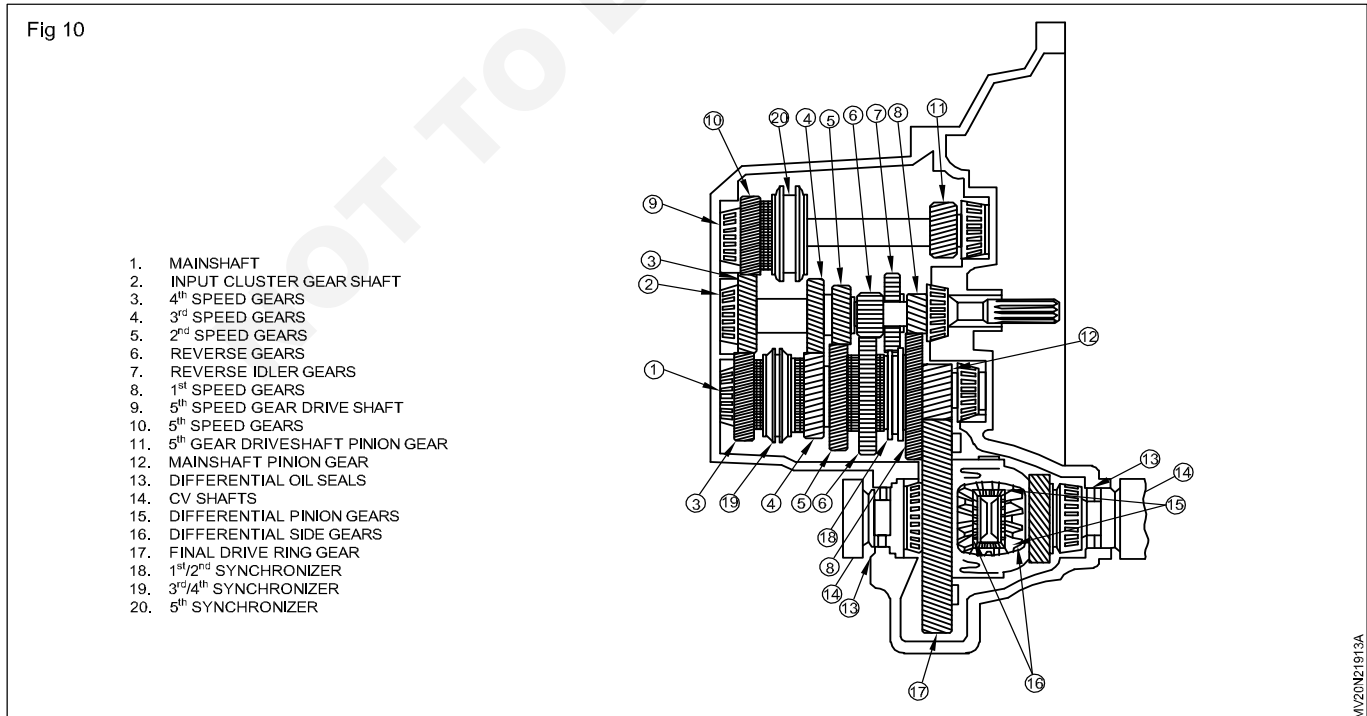 Fig 10
NOT TO B
1. MAINSHAFT
2. INPUT CLUSTER GEAR SHAFT
3. 4th SPEED GEARS
4. 3rd SPEED GEARS
5. 2nd SPEED GEARS
6. REVERSE GEARS
7. REVERSE IDLER GEARS
8. 1st SPEED GEARS
9. 5th SPEED GEAR DRIVE SHAFT
10. 5th SPEED GEARS
11. 5th GEAR DRIVESHAFT PINION GEAR
12. MAINSHAFT PINION GEAR
13. DIFFERENTIAL OIL SEALS
14. CV SHAFTS
15. DIFFERENTIAL PINION GEARS
16. DIFFERENTIAL SIDE GEARS
17. FINAL DRIVE RING GEAR
18. 1st/2nd SYNCHRONIZER
19. 3rd/4th SYNCHRONIZER
20. 5th SYNCHRONIZER
10 20 4 5 6 7 8 11
9
3
2
12
1
13
14
3 19 4 5 6 15
18
8
14
13
16
17
MV20N21913A